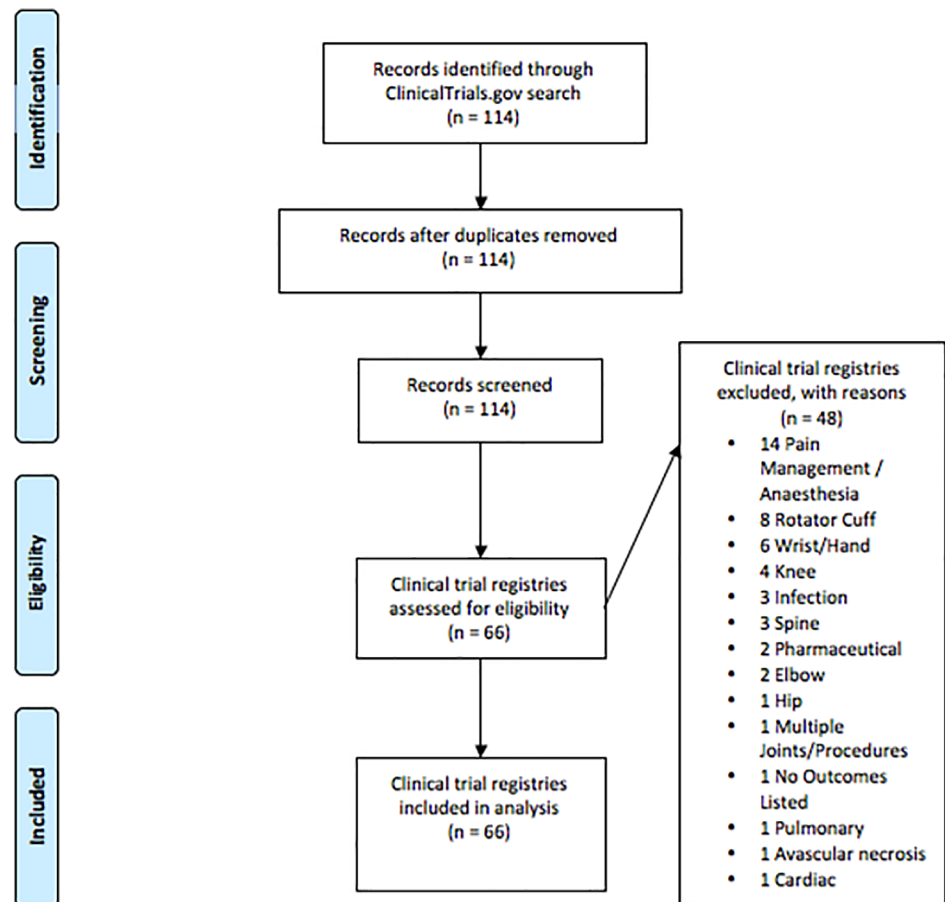 Identification
Records identified through
ClinicalTrials.gov search
(n = 114)
Records after duplicates removed
(n = 114)
Screening
Records screened
(n = 114)
Clinical trial registries
excluded, with reasons
(n = 48)
• 14 Pain
Management /
Anaesthesia
• 8 Rotator Cuff
• 6 Wrist/Hand
• 4 Knee
• 3 Infection
• 3 Spine
• 2 Pharmaceutical
• 2 Elbow
• 1 Hip
• 1 Multiple
Joints/Procedures
• 1 No Outcomes
Listed
• 1 Pulmonary
• 1 Avascular necrosis
• 1 Cardiac
Eligibility
Clinical trial registries
assessed for eligibility
(n = 66)
Included
Clinical trial registries
included in analysis
(n = 66)